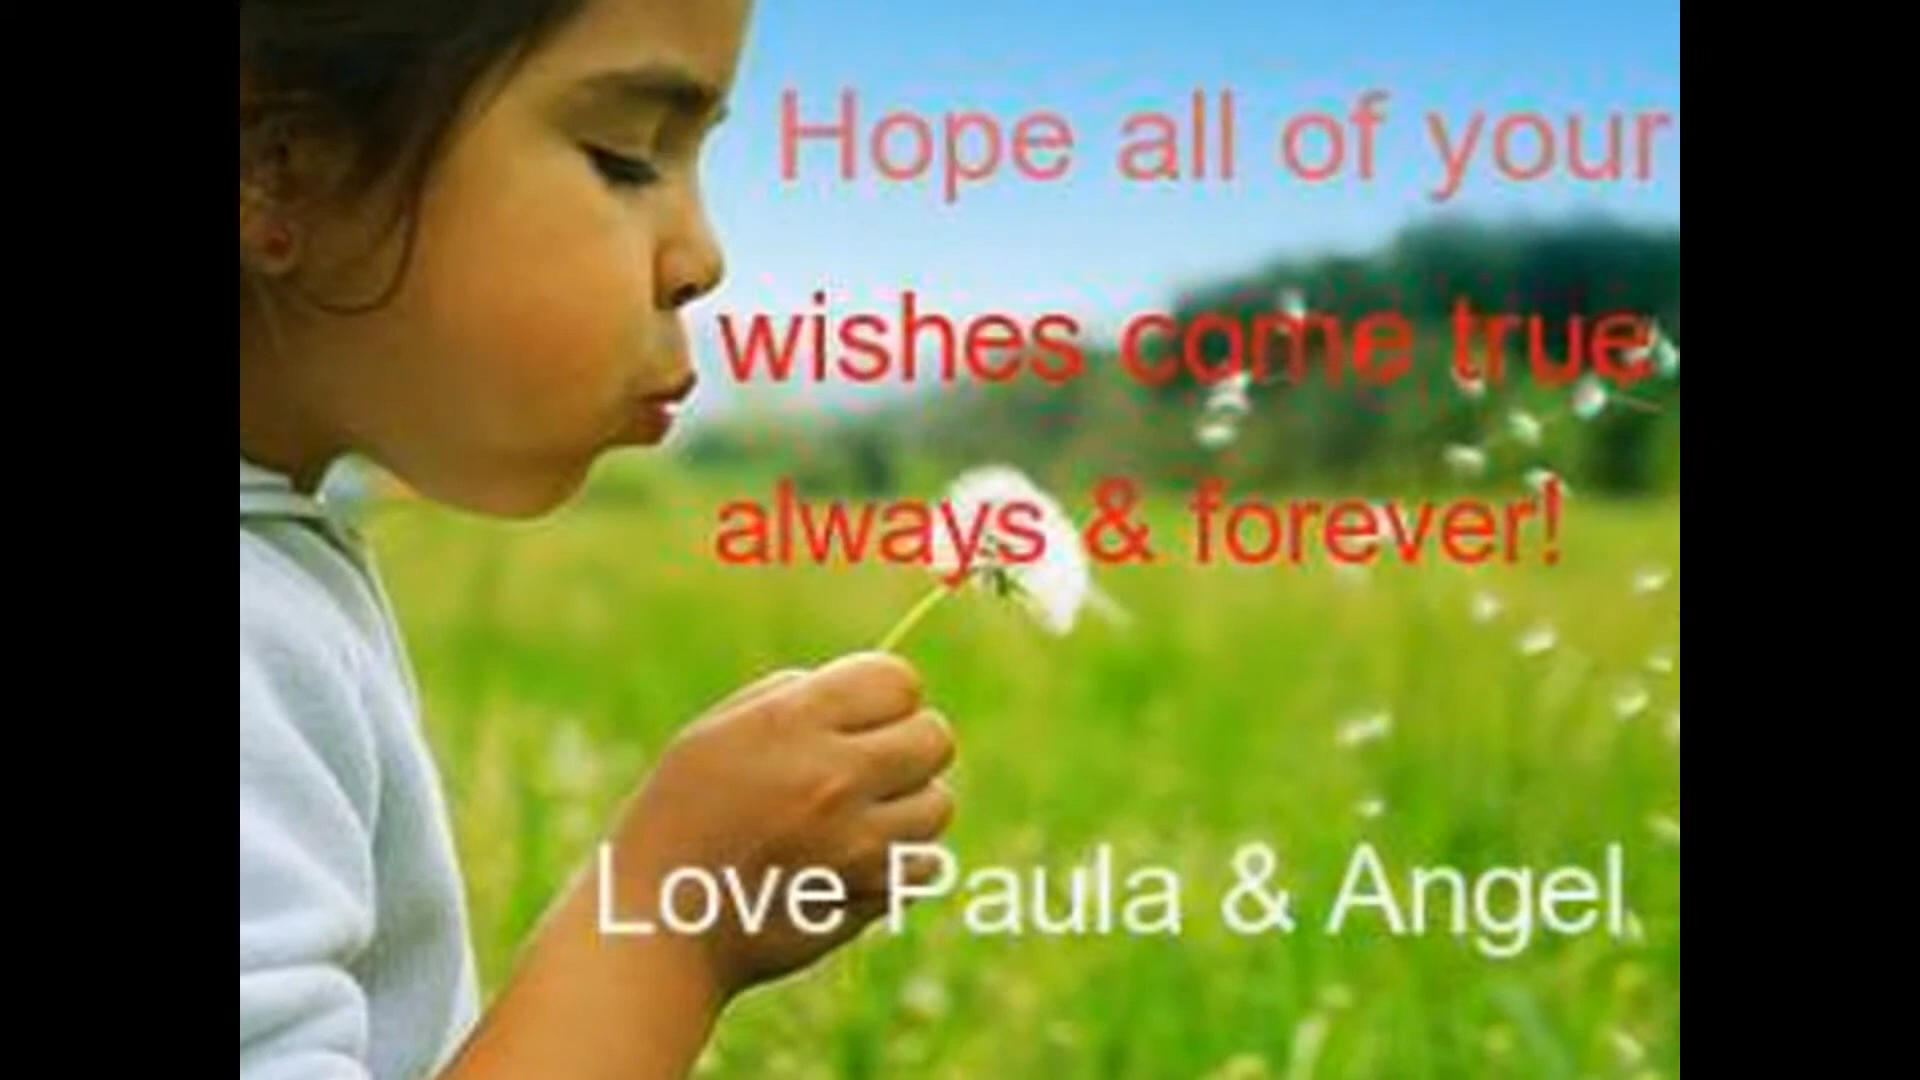 Hope all of your
wishes come true
always & forever!
Love Paula & Angel